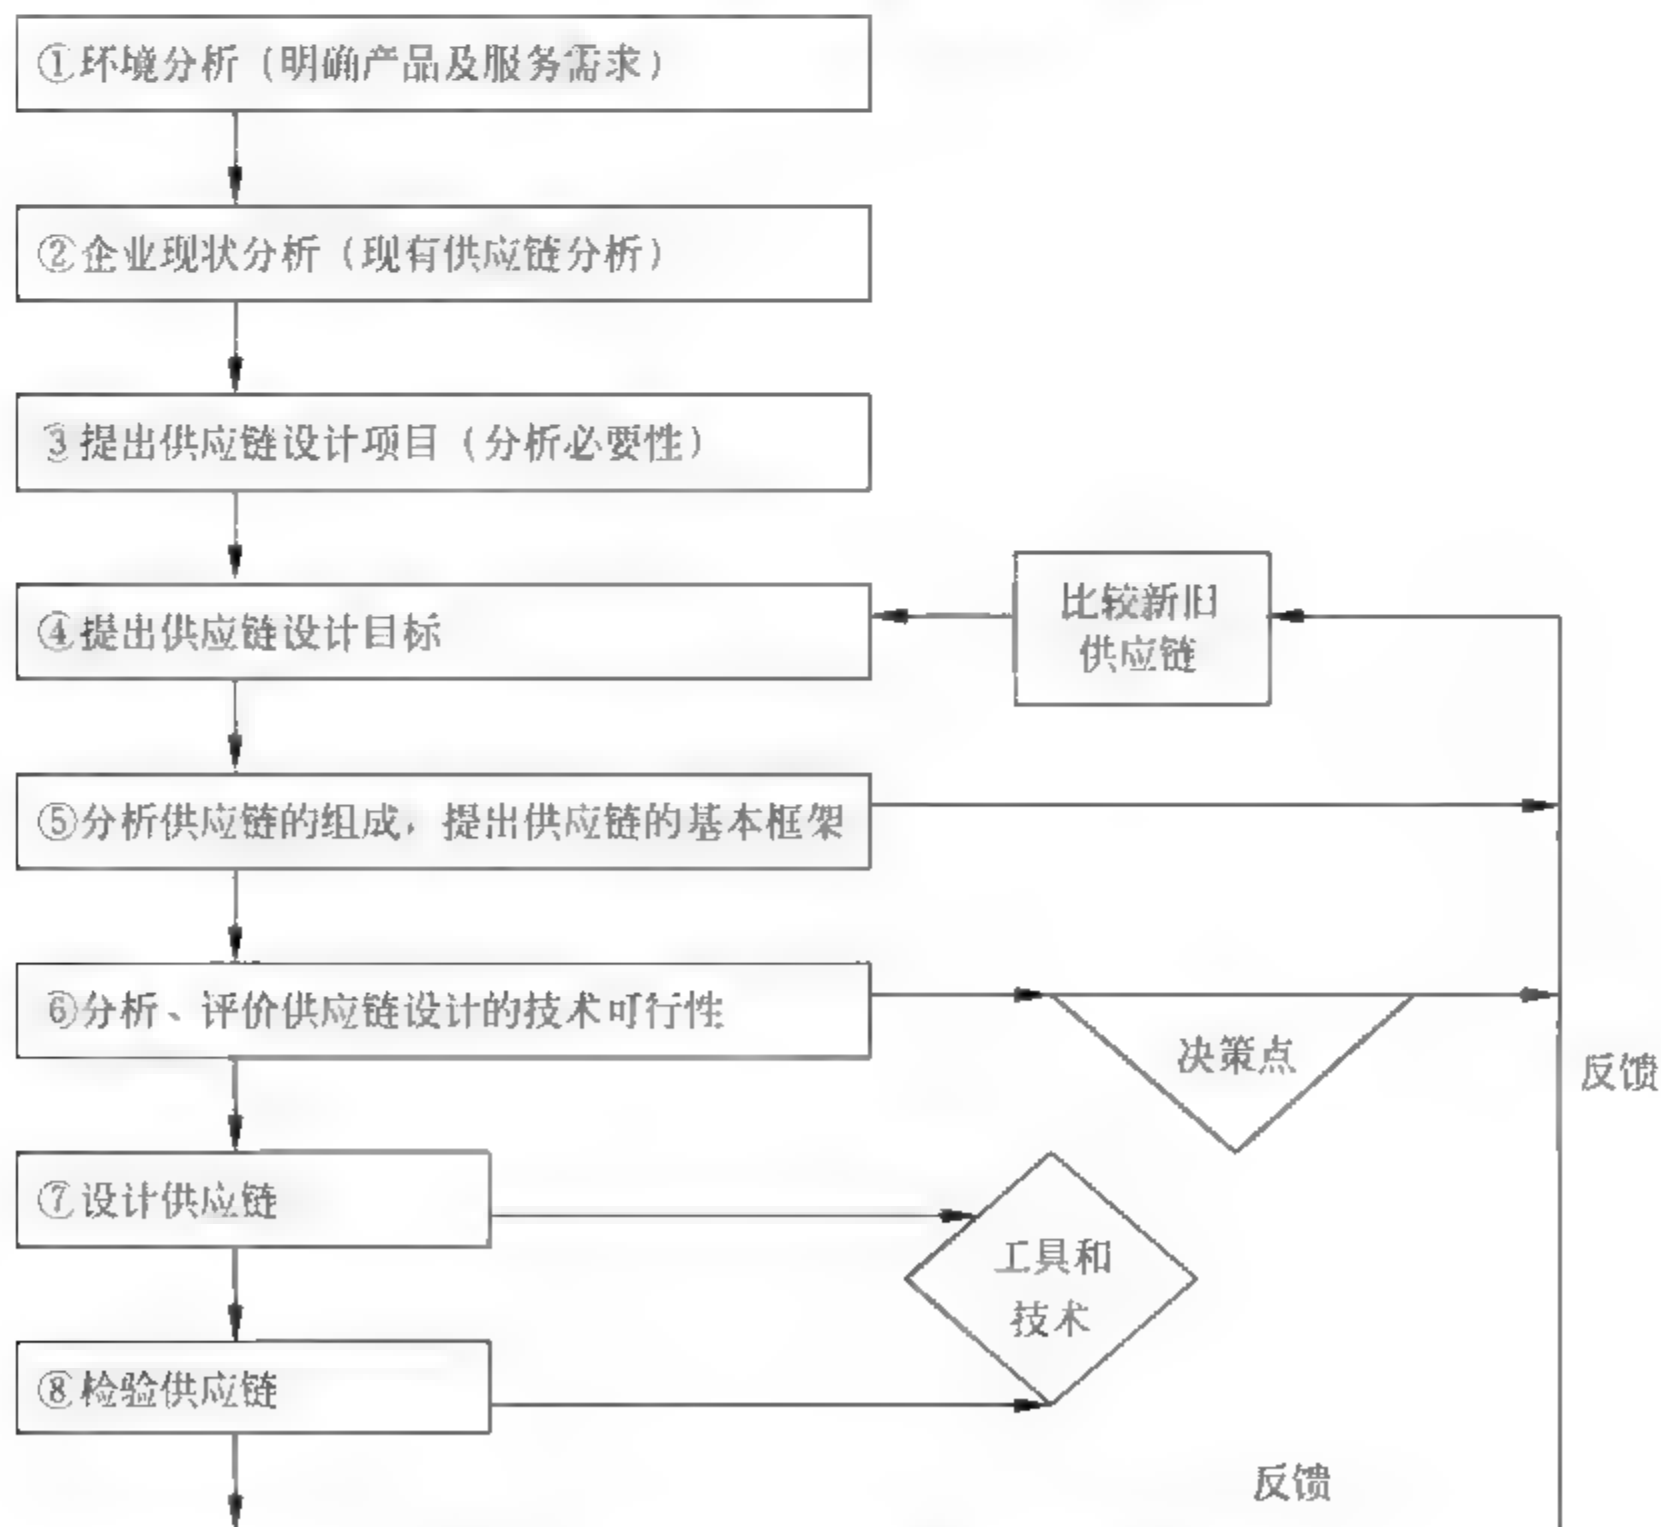 ①环境分析（明确产品及服务需求）
②企业现状分析（现有供应链分析）
③提出供应链设计项目（分析必要性）
④提出供应链设计目标
比较新旧
供应链
⑤分析供应链的组成，提出供应链的基本框架
⑥分析、评价供应链设计的技术可行性
决策点
反馈
⑦设计供应链
工具和
技术
⑧检验供应链
反馈